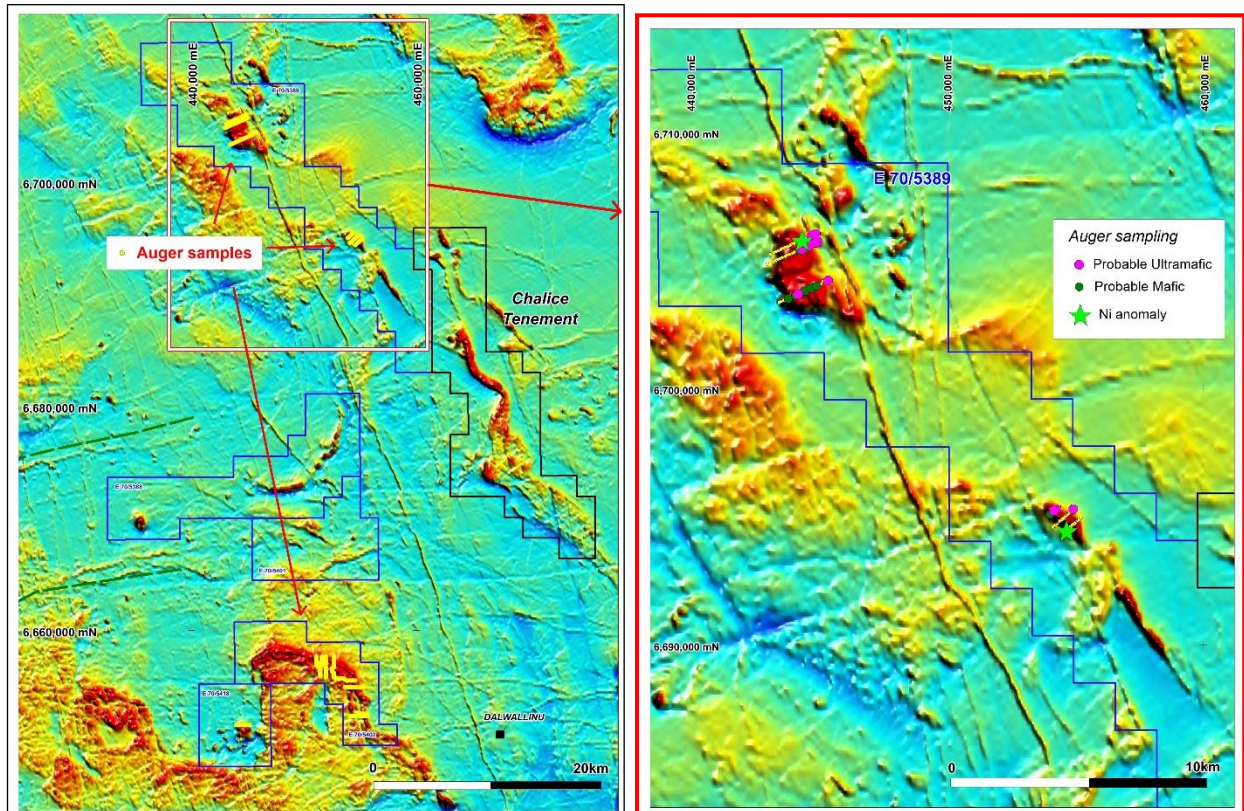 440,000 mE
460,000 mE
E 70/5389
6,700,000 mN
Auger samples
Chalice
Tenement
6,680,000 mN
E 70/5401
6,660,000 mN
E 70/5418
E 70/5402
DALWALLINU
0
20km
440,000 mE
450,000 mE
460,000 mE
6,710,000 mN
E 70/5389
Auger sampling
Probable Ultramafic
Probable Mafic
Ni anomaly
6,700,000 mN
6,690,000 mN
0
10km